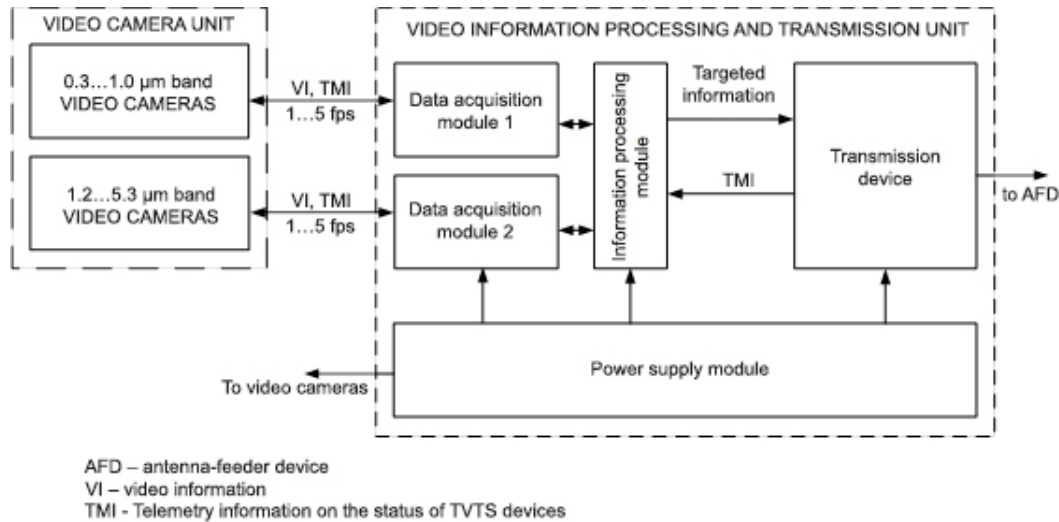 VIDEO CAMERA UNIT
0.3...1.0 µm band
VIDEO CAMERAS
1.2...5.3 µm band
VIDEO CAMERAS
VI, TMI
1...5 fps
VI, TMI
1...5 fps
VIDEO INFORMATION PROCESSING AND TRANSMISSION UNIT
Data acquisition
module 1
Data acquisition
module 2
Information processing
module
Targeted
information
TMI
Transmission
device
to AFD
Power supply module
To video cameras
AFD – antenna-feeder device
VI – video information
TMI - Telemetry information on the status of TVTS devices